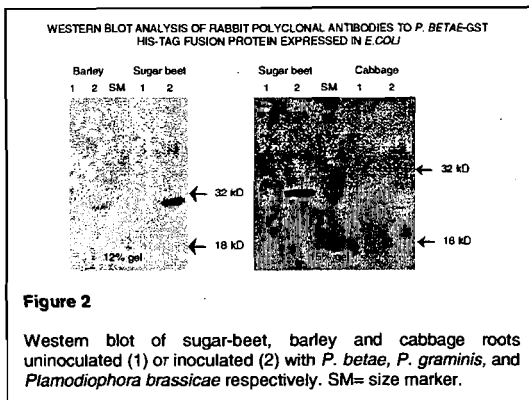 WESTERN BLOT ANALYSIS OF RABBIT POLYCLONAL ANTIBODIES TO P. BETAE-GST
HIS-TAG FUSION PROTEIN EXPRESSED IN E.COLI
Barley Sugar beet Sugar beet Cabbage
1 2 SM 1 2 1 2 SM 1 2
32 kD
32 kD
18 kD
16 kD
12% gel
15% gel
Figure 2
Western blot of sugar-beet, barley and cabbage roots
uninoculated (1) or inoculated (2) with P. betae, P. graminis, and
Plamodiophora brassicae respectively. SM= size marker.